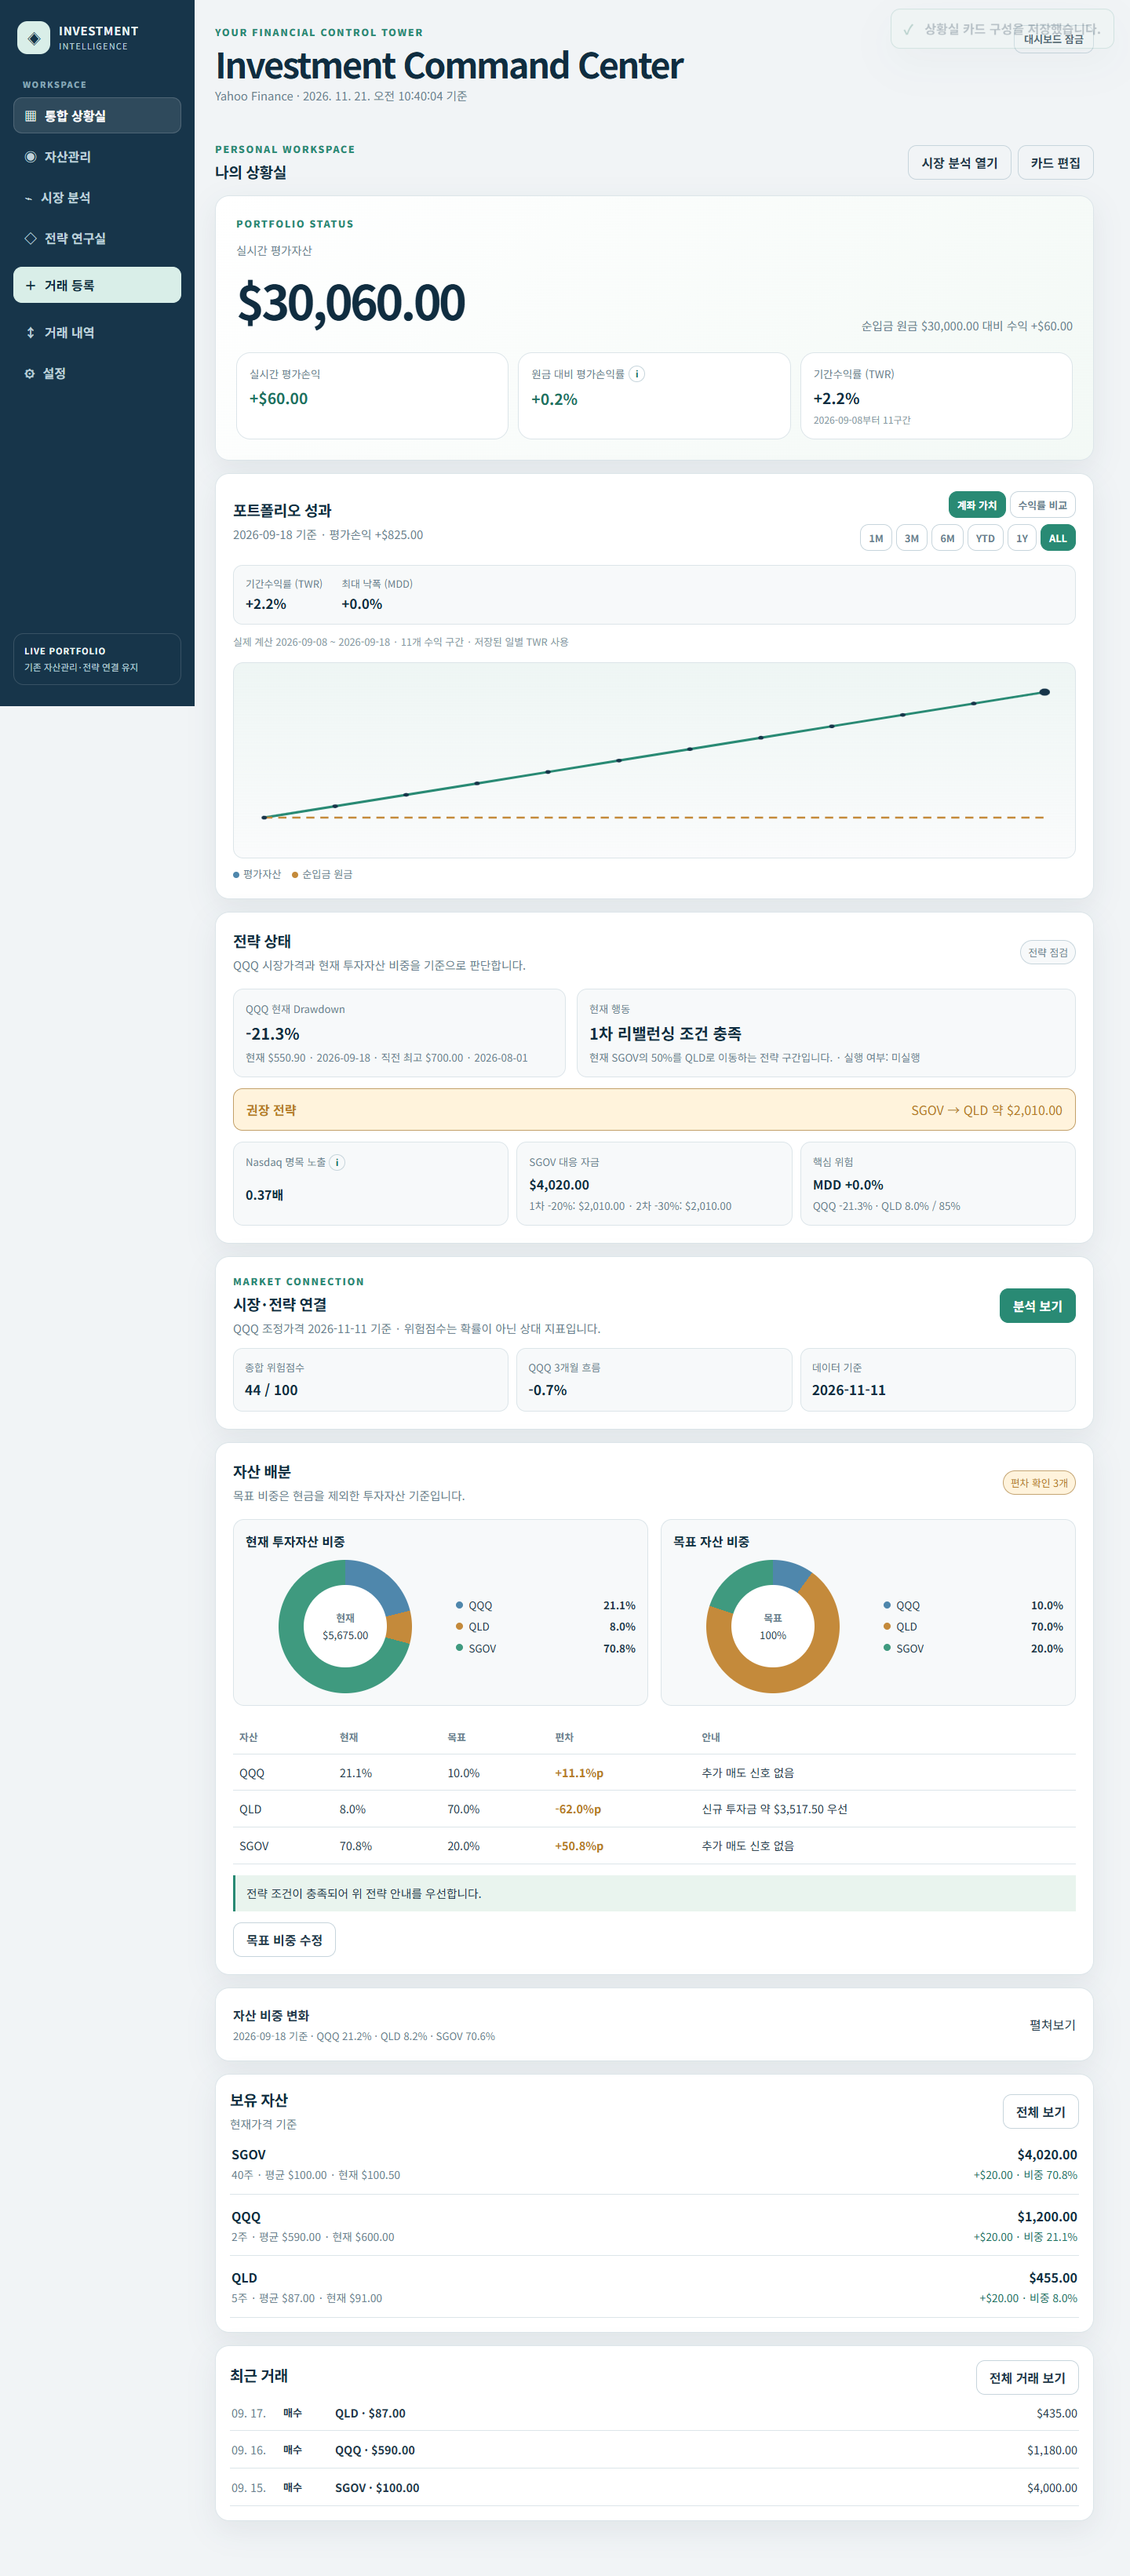 INVESTMENT
INTELLIGENCE
WORKSPACE
통합 상황실
자산관리
시장 분석
전략 연구실
+ 거래 등록
거래 내역
설정
LIVE PORTFOLIO
기존 자산관리·전략 연결 유지
✓ 상황실 카드 구성을 저장했습니다.
대시보드 잠금
YOUR FINANCIAL CONTROL TOWER
Investment Command Center
Yahoo Finance · 2026. 11. 21. 오전 10:40:04 기준
PERSONAL WORKSPACE
나의 상황실
시장 분석 열기
카드 편집
PORTFOLIO STATUS
실시간 평가자산
$30,060.00
순입금 원금 $30,000.00 대비 수익 +$60.00
실시간 평가손익
+$60.00
원금 대비 평가손익률 i
+0.2%
기간수익률 (TWR)
+2.2%
2026-09-08부터 11구간
포트폴리오 성과
2026-09-18 기준 · 평가손익 +$825.00
계좌 가치
수익률 비교
1M 3M 6M YTD 1Y ALL
기간수익률 (TWR)
+2.2%
최대 낙폭 (MDD)
+0.0%
실제 계산 2026-09-08 ~ 2026-09-18 · 11개 수익 구간 · 저장된 일별 TWR 사용
평가자산 순입금 원금
전략 상태
QQQ 시장가격과 현재 투자자산 비중을 기준으로 판단합니다.
전략 점검
QQQ 현재 Drawdown
-21.3%
현재 $550.90 · 2026-09-18 · 직전 최고 $700.00 · 2026-08-01
현재 행동
1차 리밸런싱 조건 충족
현재 SGOV의 50%를 QLD로 이동하는 전략 구간입니다. · 실행 여부: 미실행
권장 전략
SGOV → QLD 약 $2,010.00
Nasdaq 명목 노출 i
0.37배
SGOV 대응 자금
$4,020.00
1차 -20%: $2,010.00 · 2차 -30%: $2,010.00
핵심 위험
MDD +0.0%
QQQ -21.3% · QLD 8.0% / 85%
MARKET CONNECTION
시장·전략 연결
QQQ 조정가격 2026-11-11 기준 · 위험점수는 확률이 아닌 상대 지표입니다.
분석 보기
종합 위험점수
44 / 100
QQQ 3개월 흐름
-0.7%
데이터 기준
2026-11-11
자산 배분
목표 비중은 현금을 제외한 투자자산 기준입니다.
편차 확인 3개
현재 투자자산 비중
현재
$5,675.00
QQQ 21.1%
QLD 8.0%
SGOV 70.8%
목표 자산 비중
목표
100%
QQQ 10.0%
QLD 70.0%
SGOV 20.0%
자산 현재 목표 편차 안내
QQQ 21.1% 10.0% +11.1%p 추가 매도 신호 없음
QLD 8.0% 70.0% -62.0%p 신규 투자금 약 $3,517.50 우선
SGOV 70.8% 20.0% +50.8%p 추가 매도 신호 없음
전략 조건이 충족되어 위 전략 안내를 우선합니다.
목표 비중 수정
자산 비중 변화
2026-09-18 기준 · QQQ 21.2% · QLD 8.2% · SGOV 70.6%
펼쳐보기
보유 자산
현재가격 기준
전체 보기
SGOV
40주 · 평균 $100.00 · 현재 $100.50
$4,020.00
+$20.00 · 비중 70.8%
QQQ
2주 · 평균 $590.00 · 현재 $600.00
$1,200.00
+$20.00 · 비중 21.1%
QLD
5주 · 평균 $87.00 · 현재 $91.00
$455.00
+$20.00 · 비중 8.0%
최근 거래
전체 거래 보기
09. 17. 매수 QLD · $87.00 $435.00
09. 16. 매수 QQQ · $590.00 $1,180.00
09. 15. 매수 SGOV · $100.00 $4,000.00